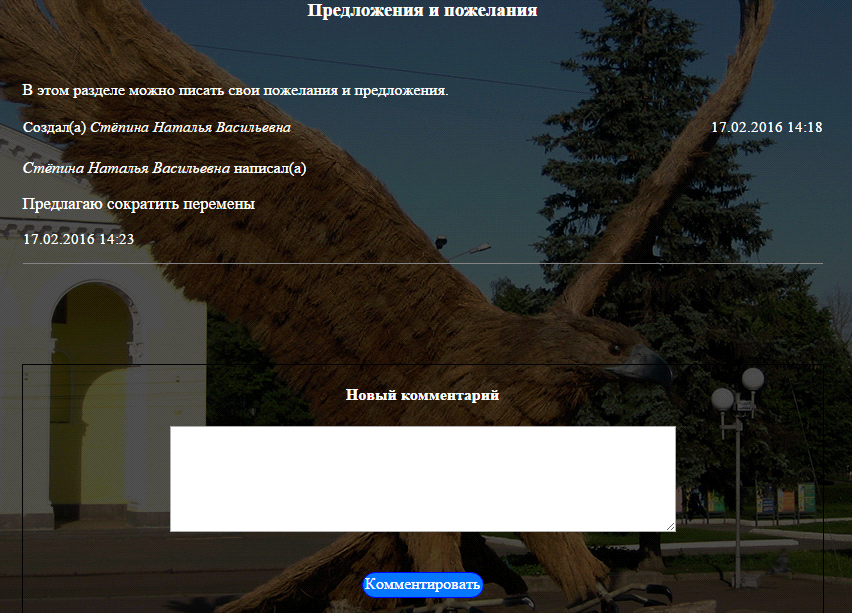 Предложения и пожелания
В этом разделе можно писать свои пожелания и предложения.
Создал(а) Стёпина Наталья Васильевна 17.02.2016 14:18
Стёпина Наталья Васильевна написал(а)
Предлагаю сократить перемены
17.02.2016 14:23
Новый комментарий
Комментировать